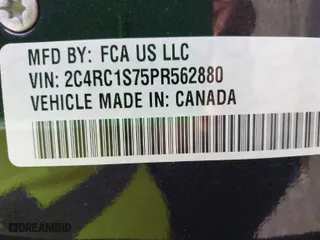 MFD BY: FCA US LLC
VIN: 2C4RC1S75PR562880
VEHICLE MADE IN: CANADA
DREAMBID